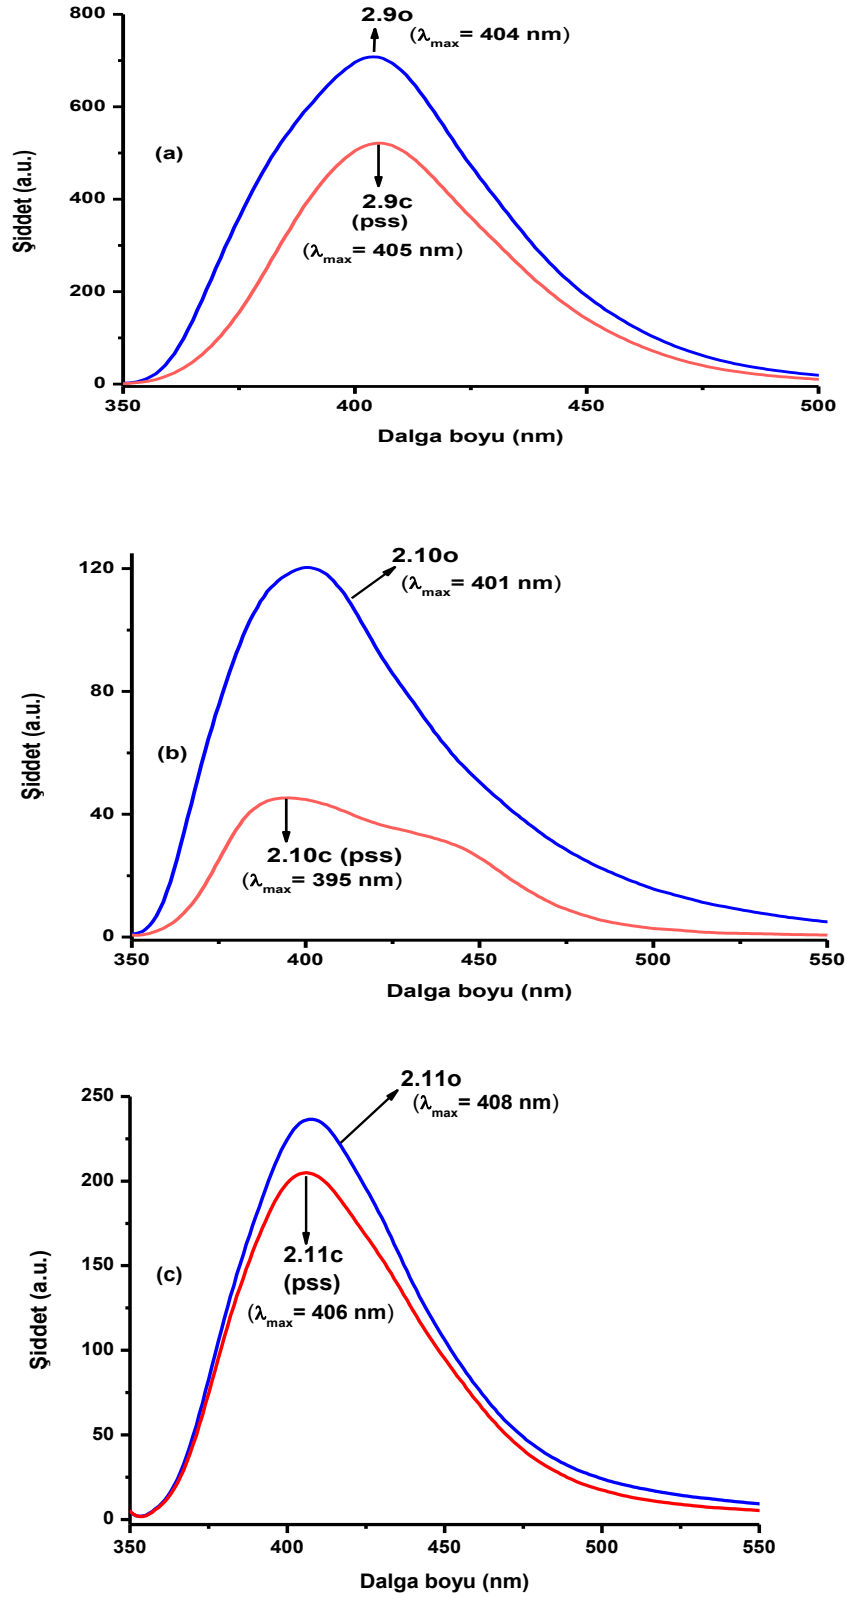 2.9o
(λmax= 404 nm)
800
600
400
200
0
(a)
Şiddet (a.u.)
2.9c
(pss)
(λmax= 405 nm)
350
400
450
500
Dalga boyu (nm)
2.10o
(λmax= 401 nm)
120
80
40
0
(b)
Şiddet (a.u.)
2.10c (pss)
(λmax= 395 nm)
350
400
450
500
550
Dalga boyu (nm)
2.11o
(λmax= 408 nm)
250
200
150
100
50
0
(c)
Şiddet (a.u.)
2.11c
(pss)
(λmax= 406 nm)
350
400
450
500
550
Dalga boyu (nm)